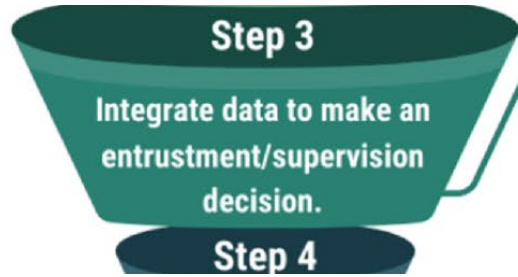 Step 3
Integrate data to make an
entrustment/supervision
decision.
Step 4